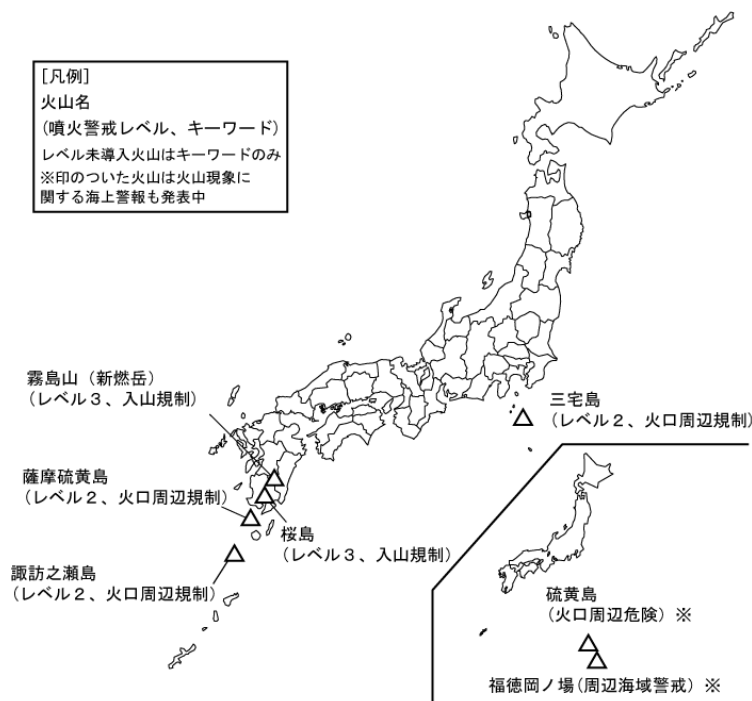 [凡例]
火山名
(噴火警戒レベル、キーワード)
レベル未導入火山はキーワードのみ
※印のついた火山は火山現象に
関する海上警報も発表中
霧島山（新燃岳）
(レベル３、入山規制)
三宅島
(レベル２、火口周辺規制)
薩摩硫黄島
(レベル２、火口周辺規制)
桜島
(レベル３、入山規制)
諏訪之瀬島
(レベル２、火口周辺規制)
硫黄島
(火口周辺危険) ※
福徳岡ノ場(周辺海域警戒) ※